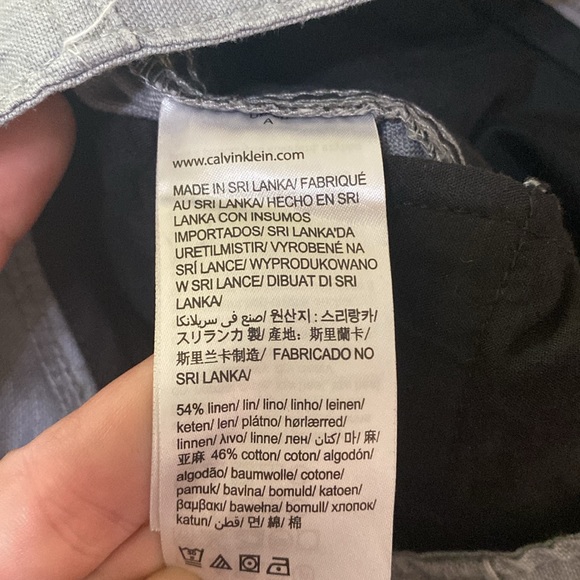 A
www.calvinklein.com
MADE IN SRI LANKA/ FABRIQUÉ
AU SRI LANKA/ HECHO EN SRI
LANKA CON INSUMOS
IMPORTADOS/ SRI LANKA'DA
URETILMISTIR/ VYROBENÉ NA
SRÍ LANCE/ WYPRODUKOWANO
W SRI LANCE/ DIBUAT DI SRI
LANKA/
صنع في سريلانكا/ 원산지 : 스리랑카/
スリランカ 製/ 產地: 斯里蘭卡/
斯里兰卡制造/ FABRICADO NO
SRI LANKA/
54% linen/ lin/ lino/ linho/ leinen/
keten/ len/ plátno/ hørlærred/
linnen/ λινο/ linne/ лен/ كتان/ 마/ 麻/
亚麻 46% cotton/ coton/ algodón/
algodão/ baumwolle/ cotone/
pamuk/ bavlna/ bomuld/ katoen/
βαμβακι/ bawełna/ bomull/ хлопок/
katun/ قطن/ 면/ 綿/ 棉